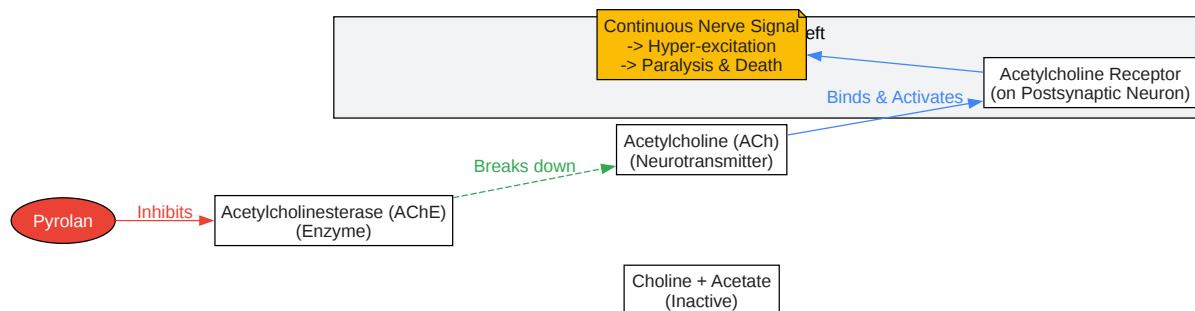 Continuous Nerve Signal
-> Hyper-excitation
-> Paralysis & Death
eft
Acetylcholine Receptor
(on Postsynaptic Neuron)
Binds & Activates
Acetylcholine (ACh)
(Neurotransmitter)
Breaks down
Acetylcholinesterase (AChE)
(Enzyme)
Inhibits
Pyrolan
Choline + Acetate
(Inactive)